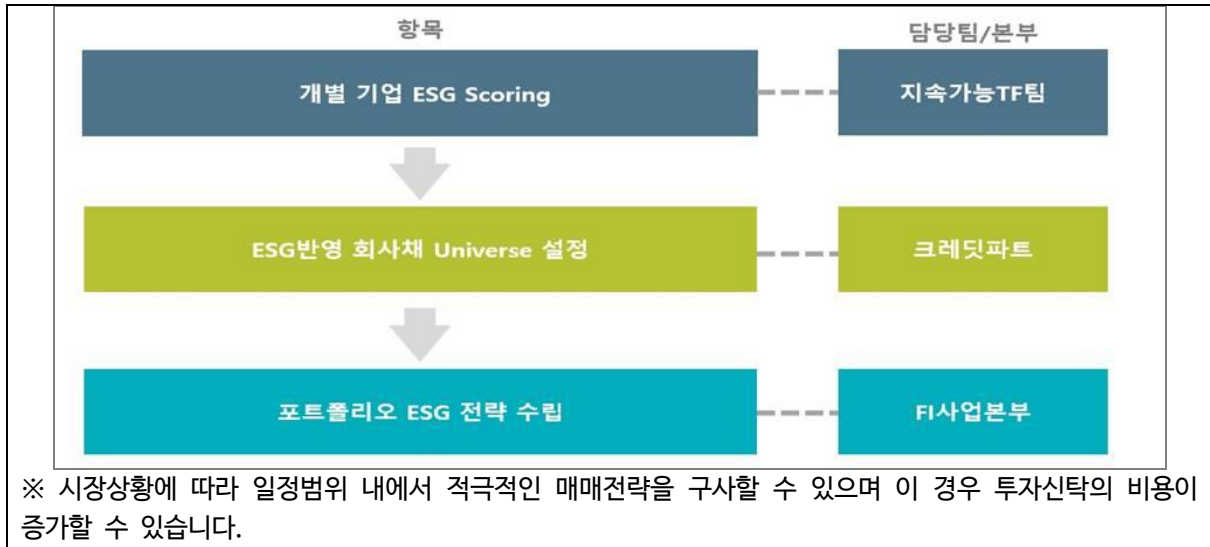 항목 담당팀/본부
개별 기업 ESG Scoring 지속가능TF팀
ESG반영 회사채 Universe 설정 크레딧파트
포트폴리오 ESG 전략 수립 FI사업본부
※ 시장상황에 따라 일정범위 내에서 적극적인 매매전략을 구사할 수 있으며 이 경우 투자신탁의 비용이
증가할 수 있습니다.